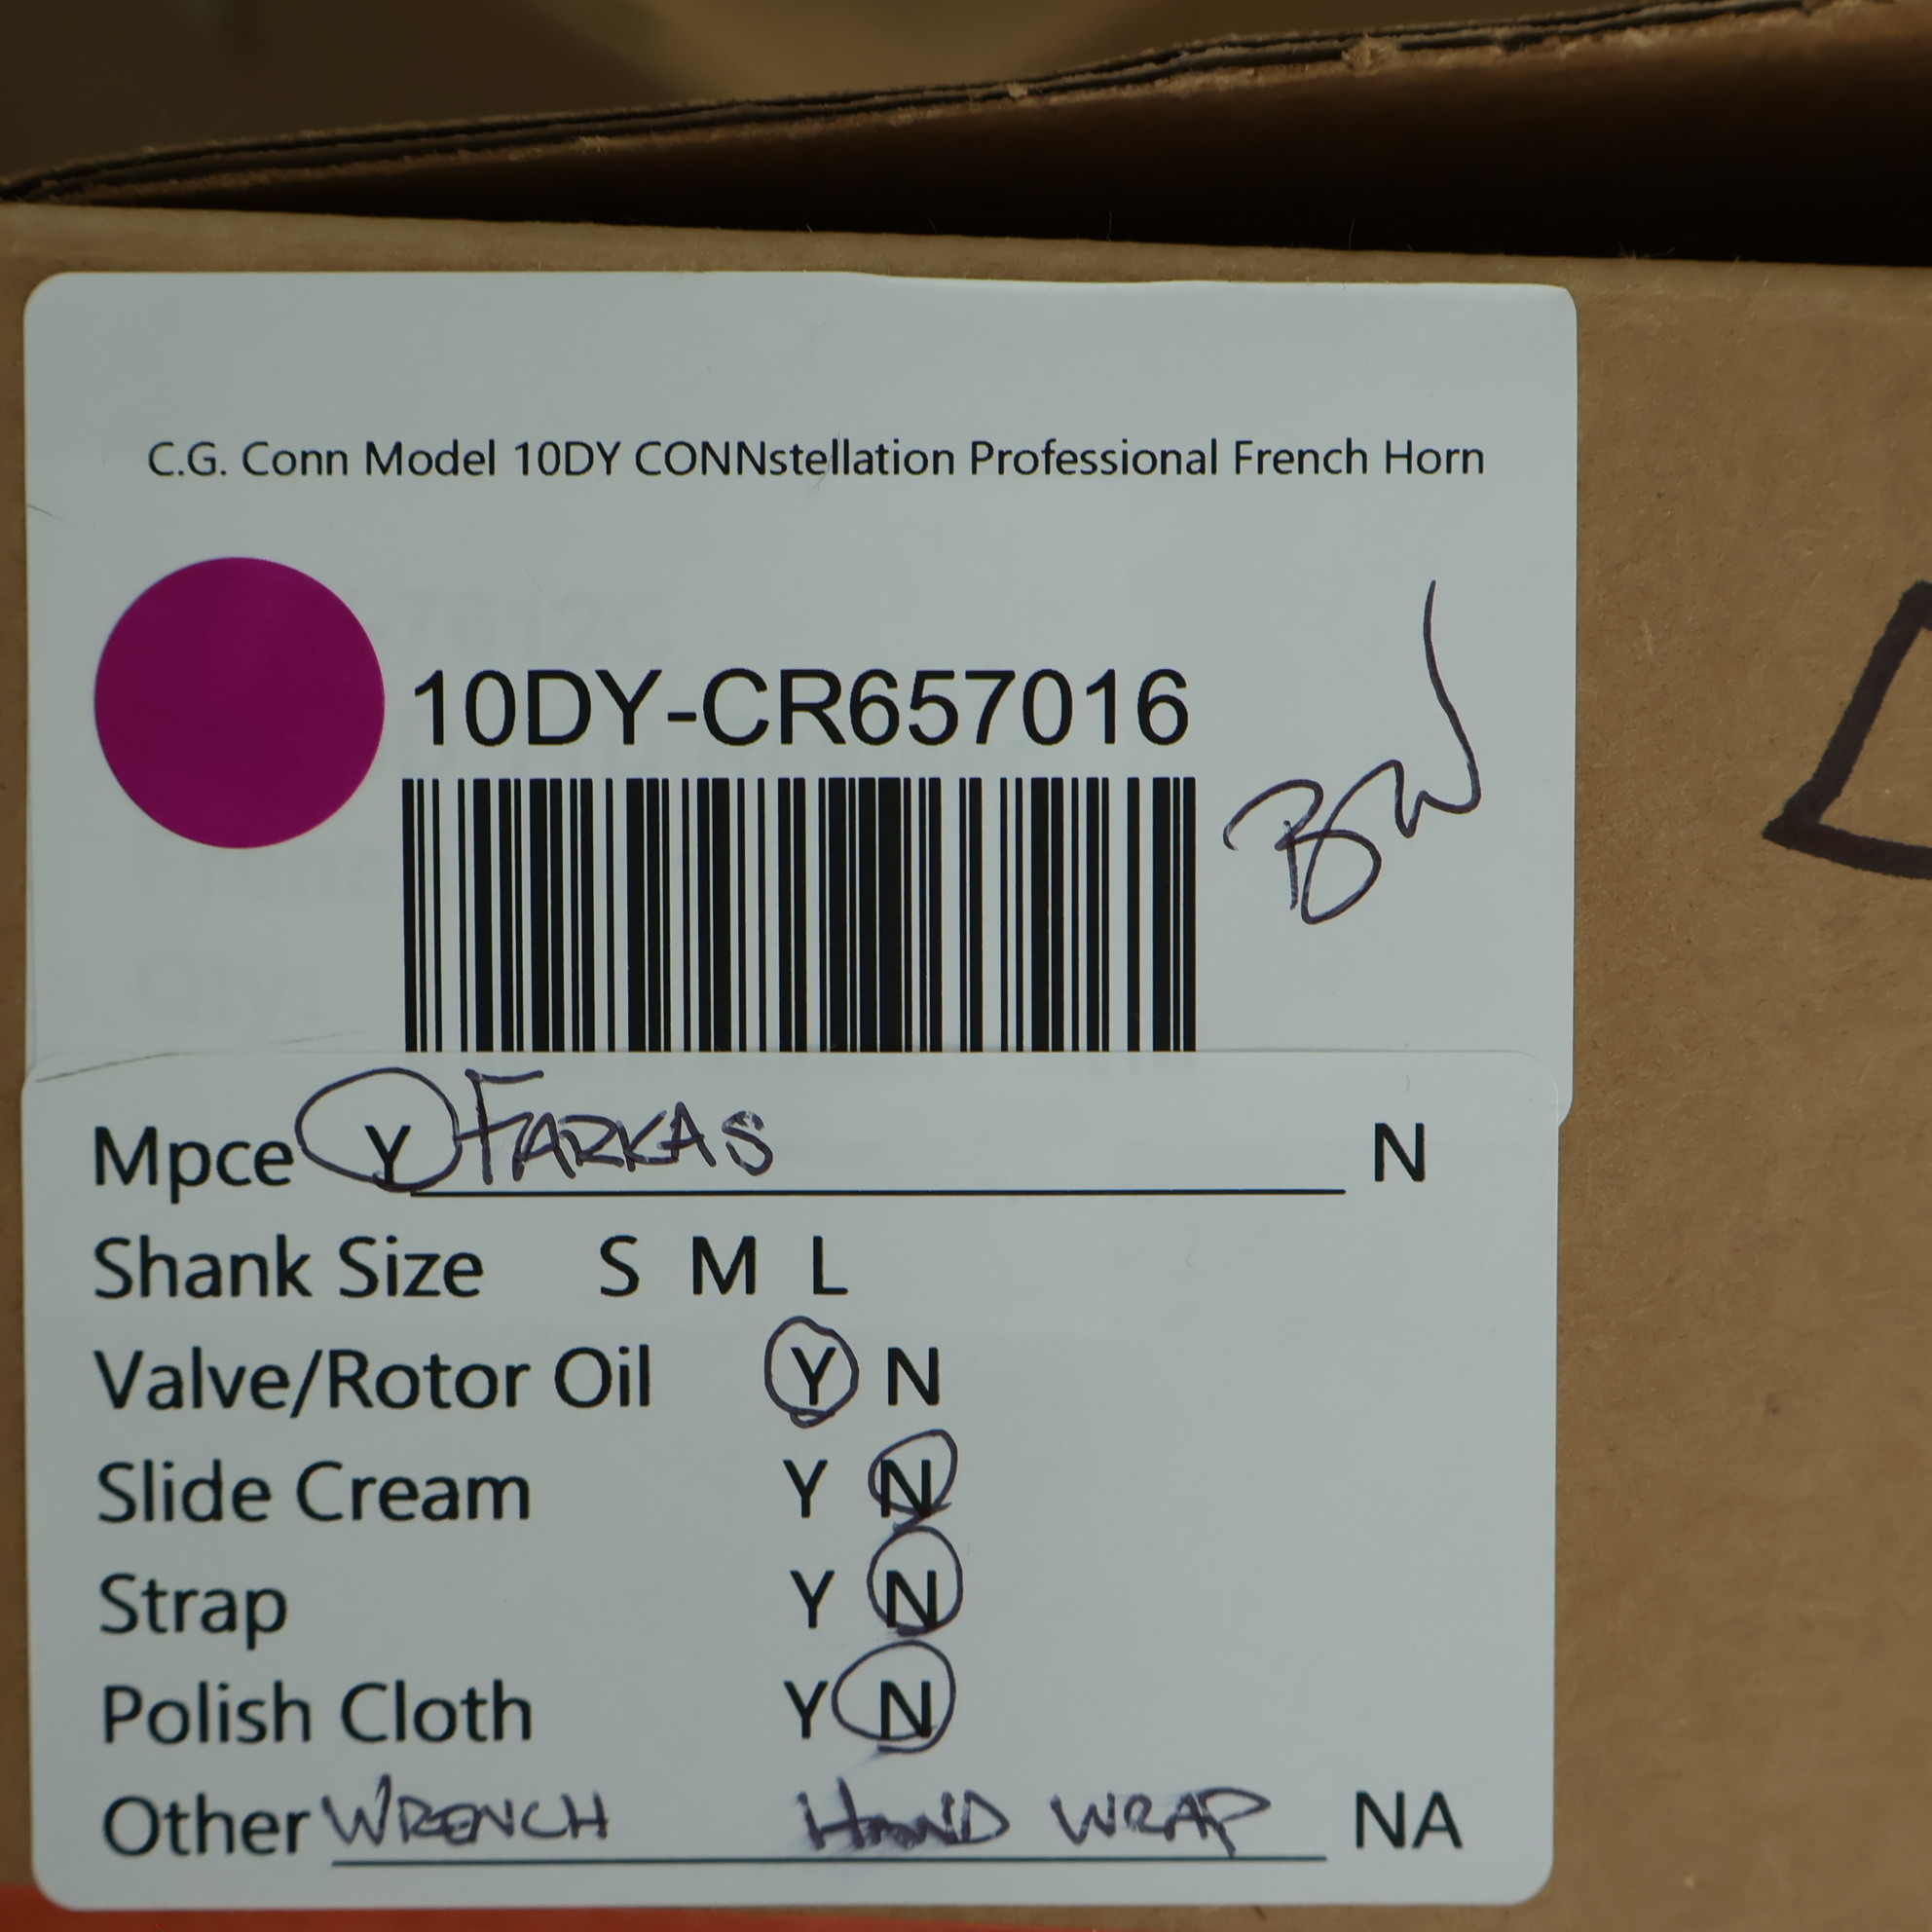 C.G. Conn Model 10DY CONNstellation Professional French Horn
10DY-CR657016
BW
Mpce Y FARKAS N
Shank Size S M L
Valve/Rotor Oil Y N
Slide Cream Y N
Strap Y N
Polish Cloth Y N
Other WRENCH HAND WRAP NA